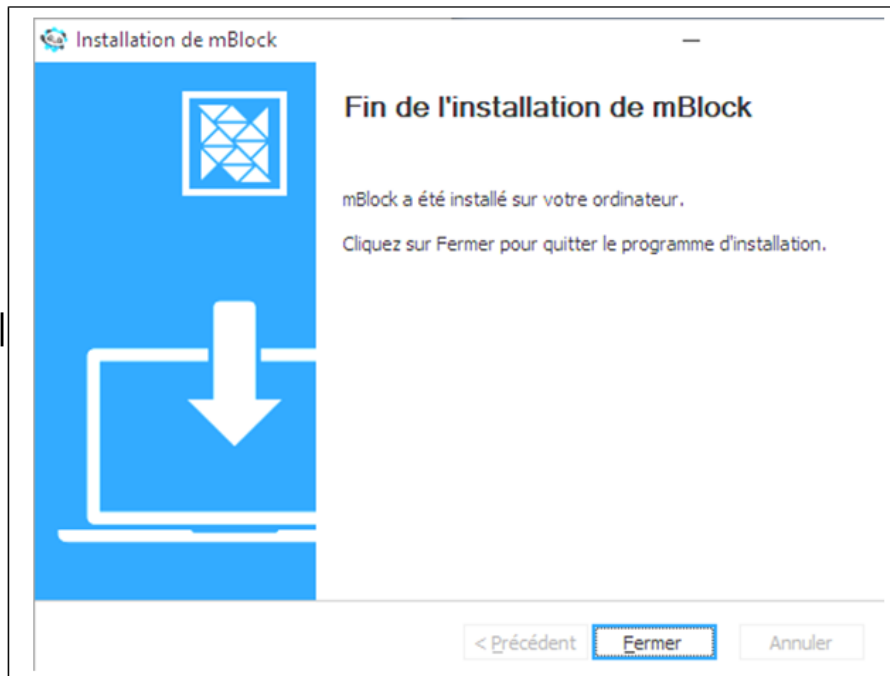 Installation de mBlock
Fin de l'installation de mBlock
mBlock a été installé sur votre ordinateur.
Cliquez sur Fermer pour quitter le programme d'installation.
< Précédent
Fermer
Annuler